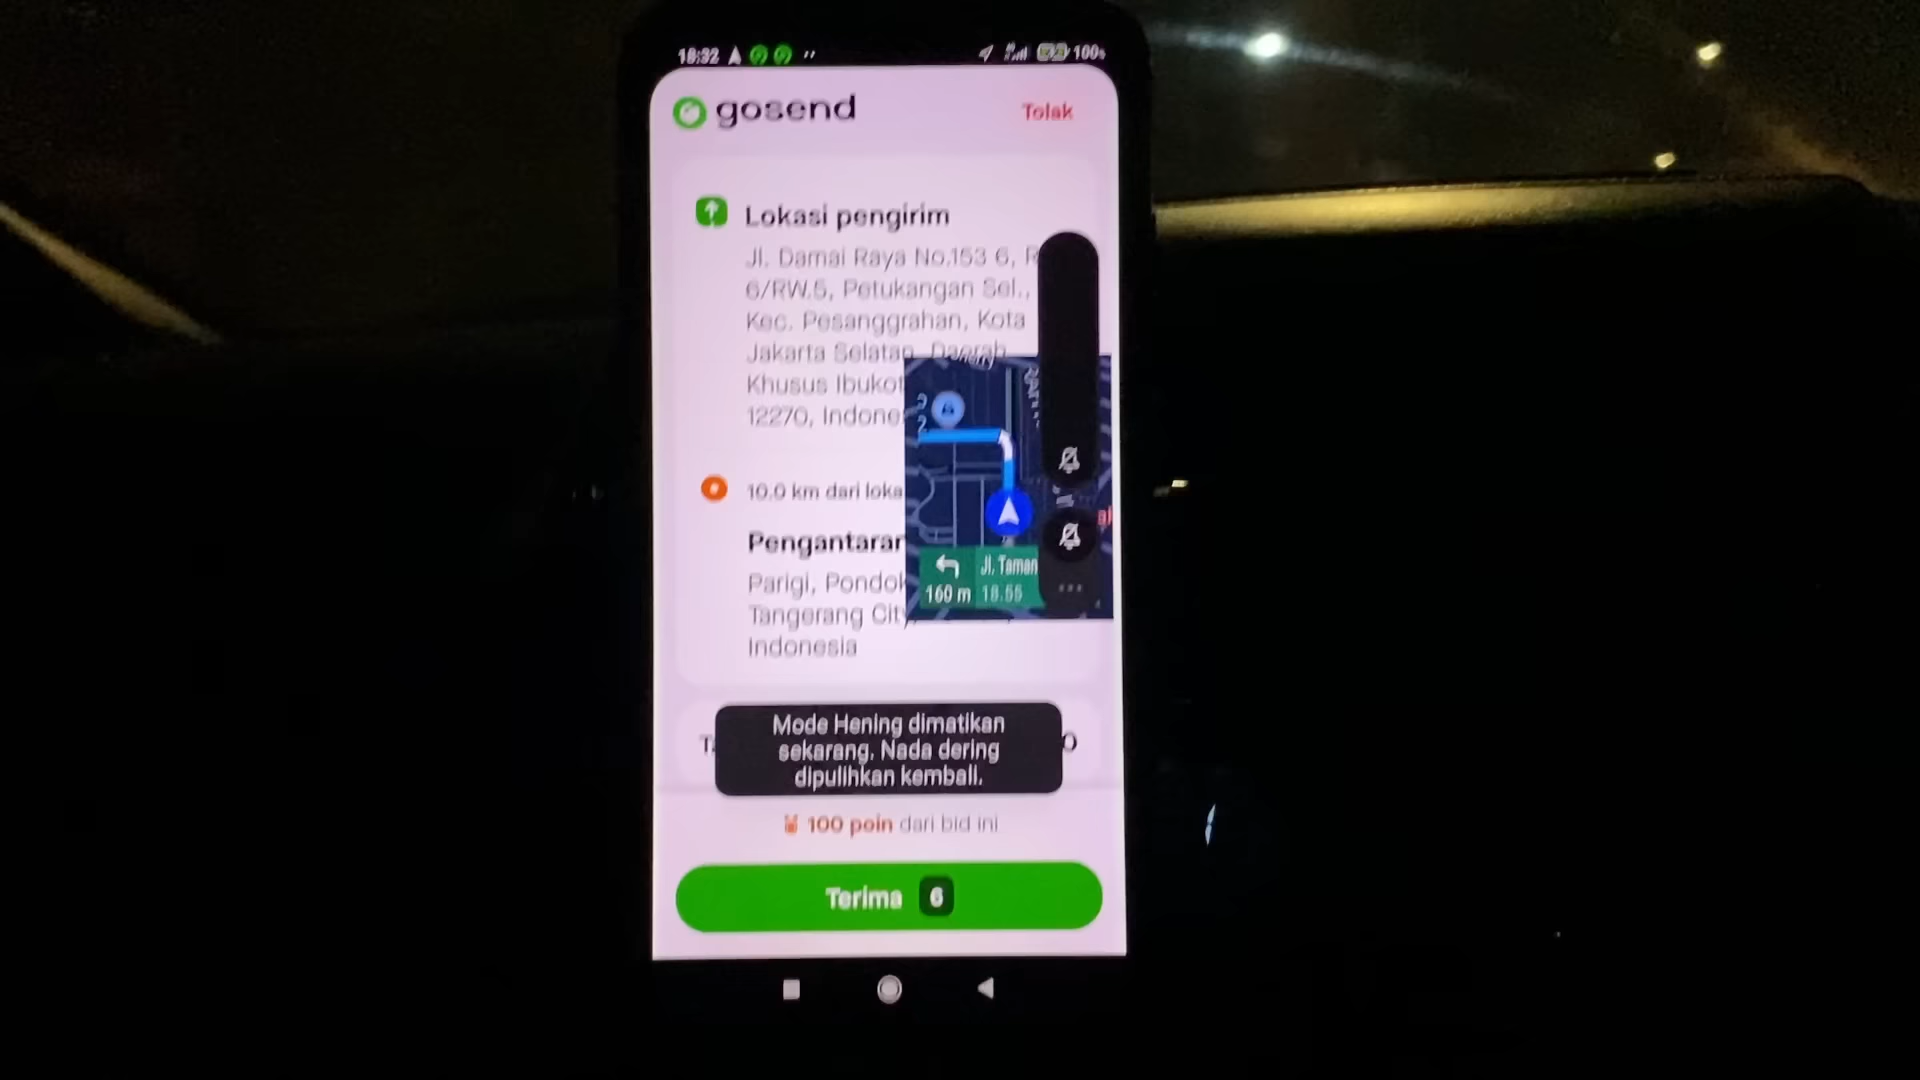 18:32
100
gosend
Tolak
Lokasi pengirim
Jl. Damai Raya No.153 6, R
6/RW.5, Petukangan Sel.,
Kec. Pesanggrahan, Kota
Jakarta Selatan, Daerah
Khusus Ibukot
12270, Indone
10.0 km dari loka
Pengantaran
Parigi, Pondok
Tangerang City,
Indonesia
Jl. Taman
160 m 18.55
Mode Hening dimatikan
sekarang. Nada dering
dipulihkan kembali.
100 poin dari bid ini
Terima 6